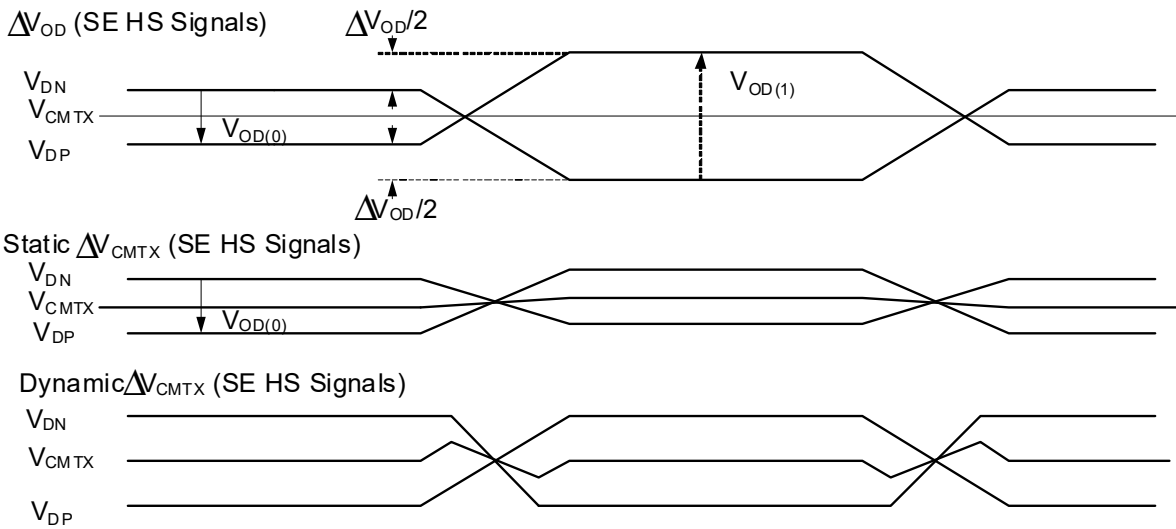 ΔV_OD (SE HS Signals)
ΔV_OD/2
V_DN
V_OD(1)
V_CMTX
V_OD(0)
V_DP
ΔV_OD/2
Static ΔV_CMTX (SE HS Signals)
V_DN
V_CMTX
V_OD(0)
V_DP
Dynamic ΔV_CMTX (SE HS Signals)
V_DN
V_CMTX
V_DP